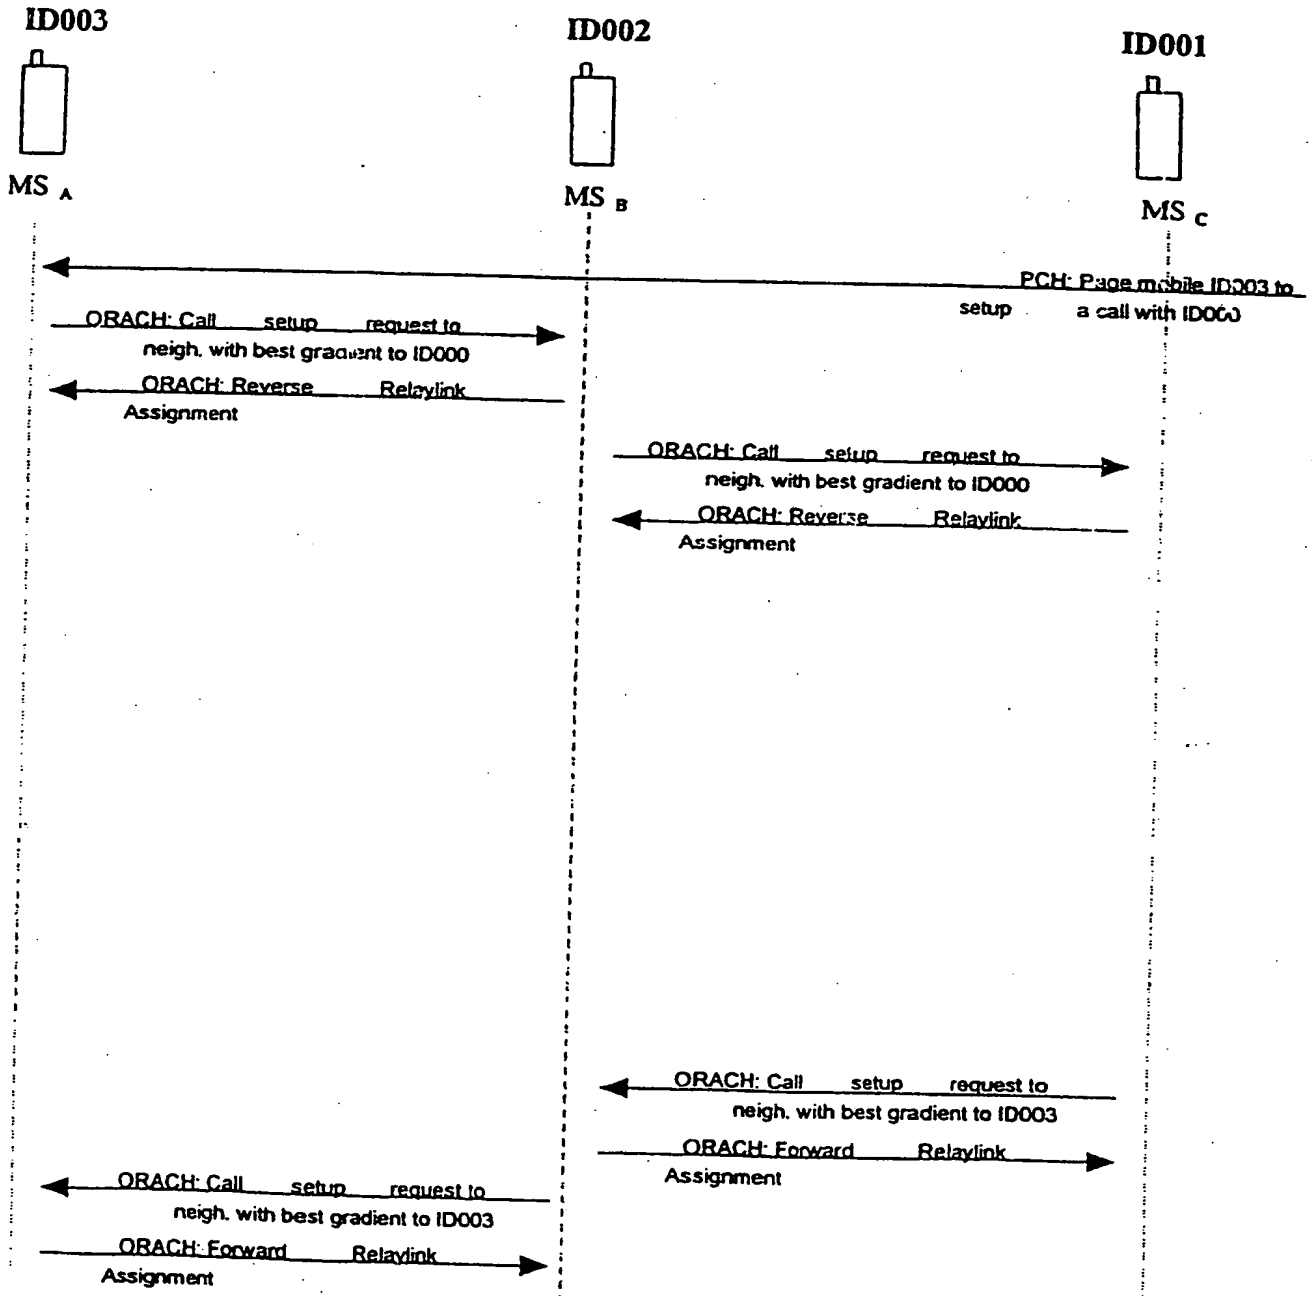 ID003
ID002
ID001
MS A
MS B
MS C
PCH: Page mobile ID003 to
setup a call with ID000
ORACH: Call setup request to
neigh. with best gradient to ID000
ORACH: Reverse Relaylink
Assignment
ORACH: Call setup request to
neigh. with best gradient to ID000
ORACH: Reverse Relaylink
Assignment
ORACH: Call setup request to
neigh. with best gradient to ID003
ORACH: Forward Relaylink
Assignment
ORACH: Call setup request to
neigh. with best gradient to ID003
ORACH: Forward Relaylink
Assignment